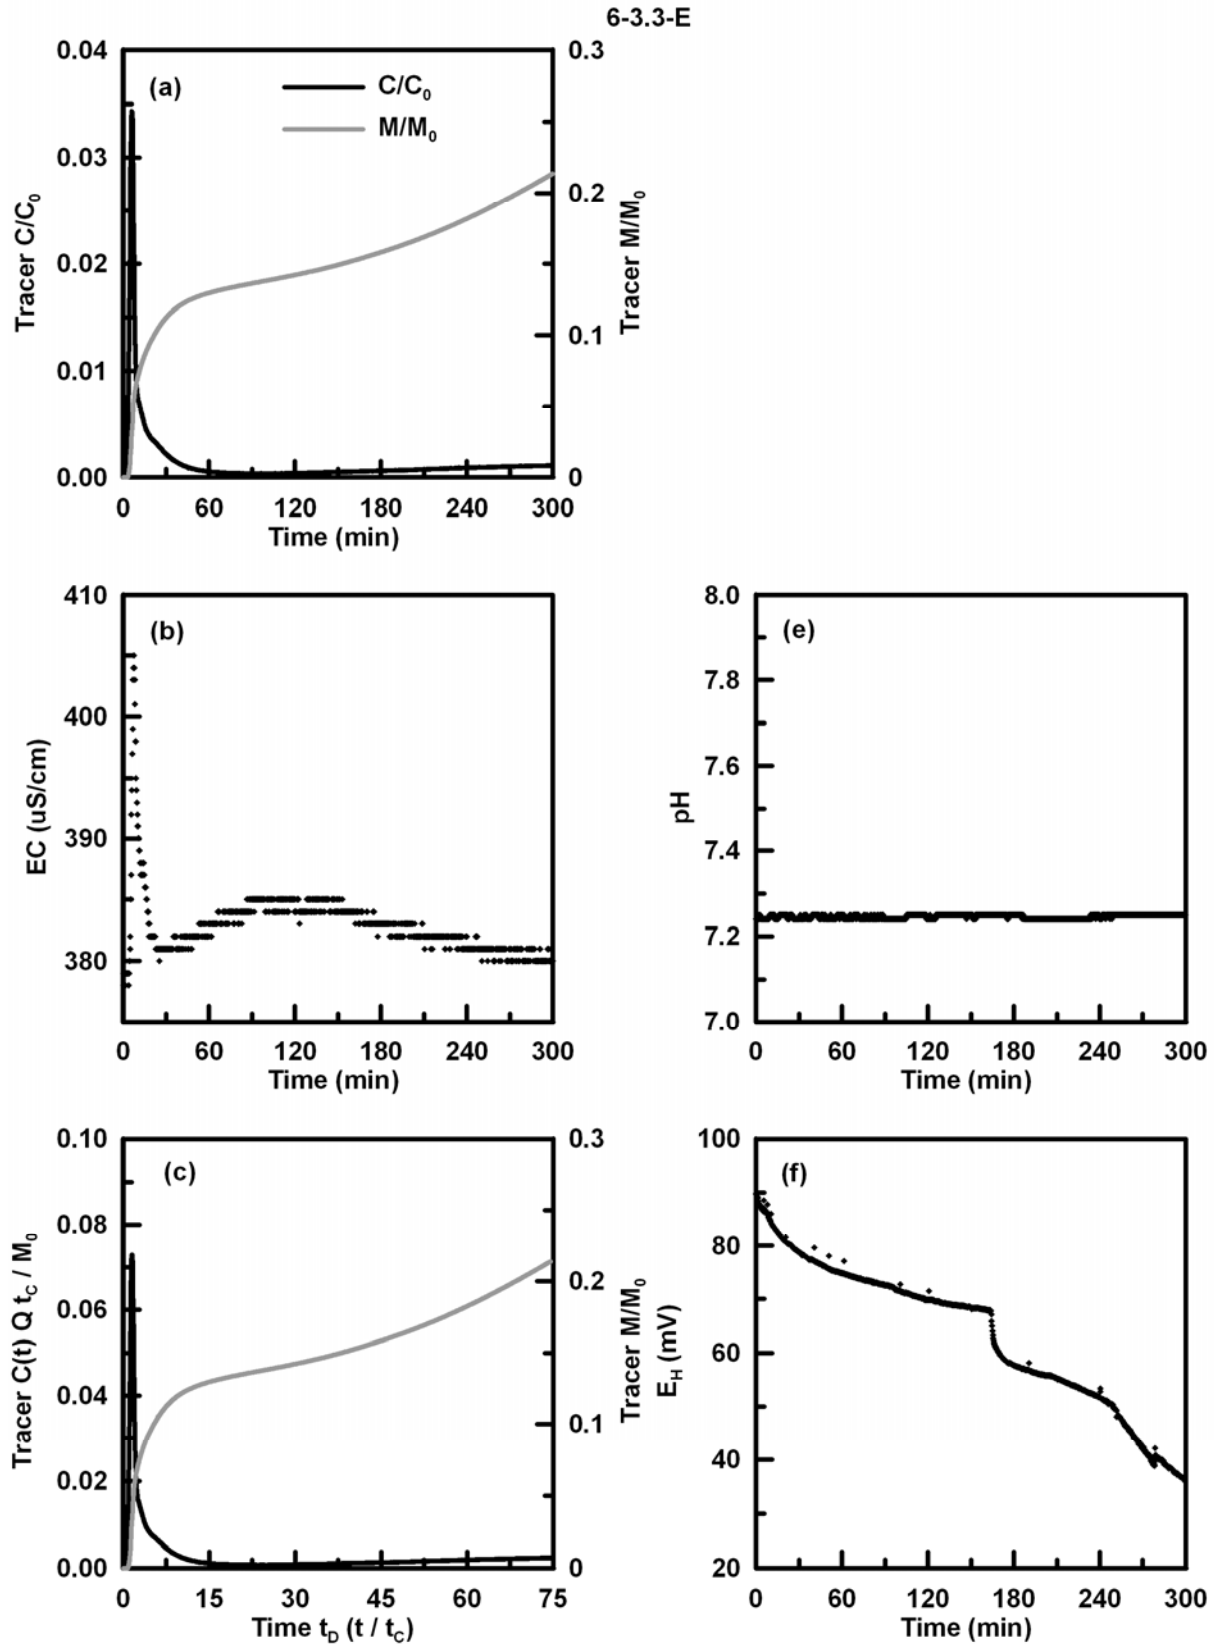 6-3.3-E
0.04
0.03
0.02
0.01
0.00
Tracer C/C0
(a)
C/C0
M/M0
0.3
0.2
0.1
0
Tracer M/M0
0 60 120 180 240 300
Time (min)
410
400
390
380
EC (uS/cm)
(b)
0 60 120 180 240 300
Time (min)
8.0
7.8
7.6
7.4
7.2
7.0
pH
(e)
0 60 120 180 240 300
Time (min)
0.10
0.08
0.06
0.04
0.02
0.00
Tracer C(t) Q tC / M0
(c)
0.3
0.2
0.1
0
Tracer M/M0
0 15 30 45 60 75
Time tD (t / tC)
100
80
60
40
20
EH (mV)
(f)
0 60 120 180 240 300
Time (min)